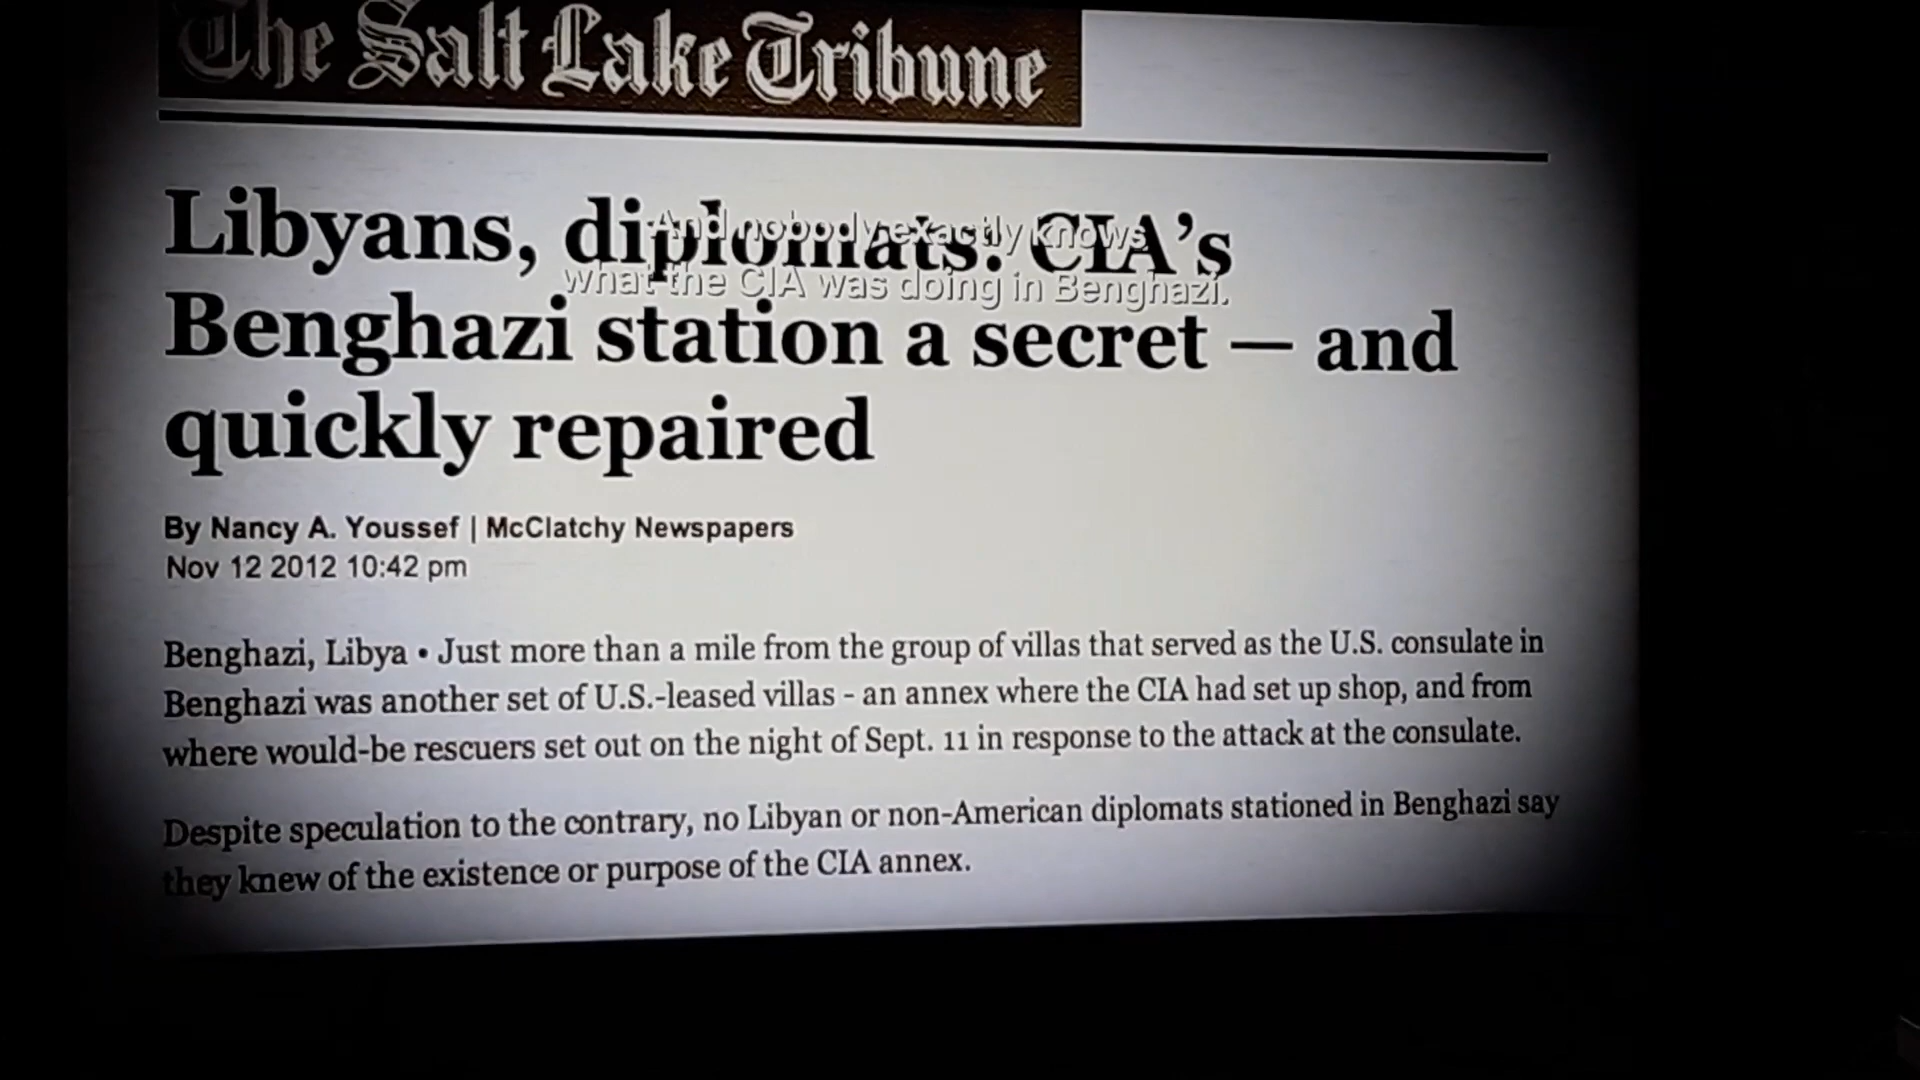 The Salt Lake Tribune
Libyans, diplomats: CIA's
And nobody exactly knows
what the CIA was doing in Benghazi.
Benghazi station a secret — and
quickly repaired
By Nancy A. Youssef | McClatchy Newspapers
Nov 12 2012 10:42 pm
Benghazi, Libya • Just more than a mile from the group of villas that served as the U.S. consulate in
Benghazi was another set of U.S.-leased villas - an annex where the CIA had set up shop, and from
where would-be rescuers set out on the night of Sept. 11 in response to the attack at the consulate.
Despite speculation to the contrary, no Libyan or non-American diplomats stationed in Benghazi say
they knew of the existence or purpose of the CIA annex.